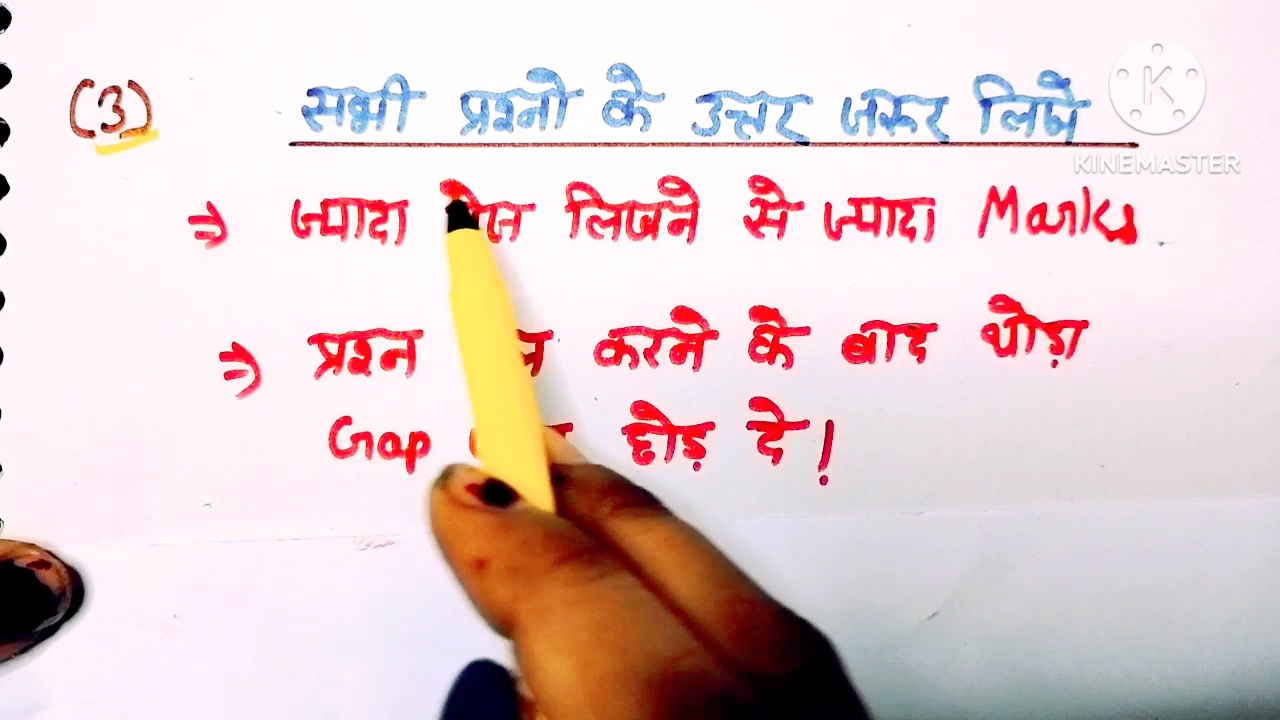 (3) सभी प्रश्नो के उत्तर जरुर लिखे
K
KINEMASTER
⇒ ज्यादा लिखने से ज्यादा Marks
⇒ प्रश्न करने के बाद थोड़ा
Gap छोड़ दे!